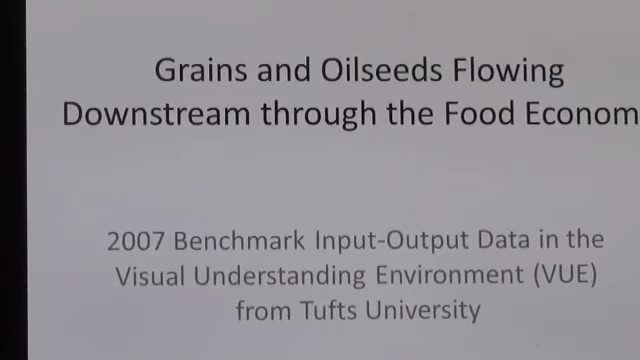 Grains and Oilseeds Flowing
Downstream through the Food Econom
2007 Benchmark Input-Output Data in the
Visual Understanding Environment (VUE)
from Tufts University